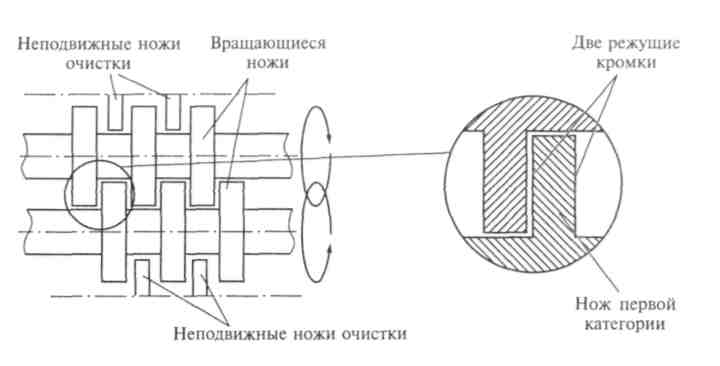 Неподвижные ножи
очистки
Вращающиеся
ножи
Две режущие
кромки
Нож первой
категории
Неподвижные ножи очистки